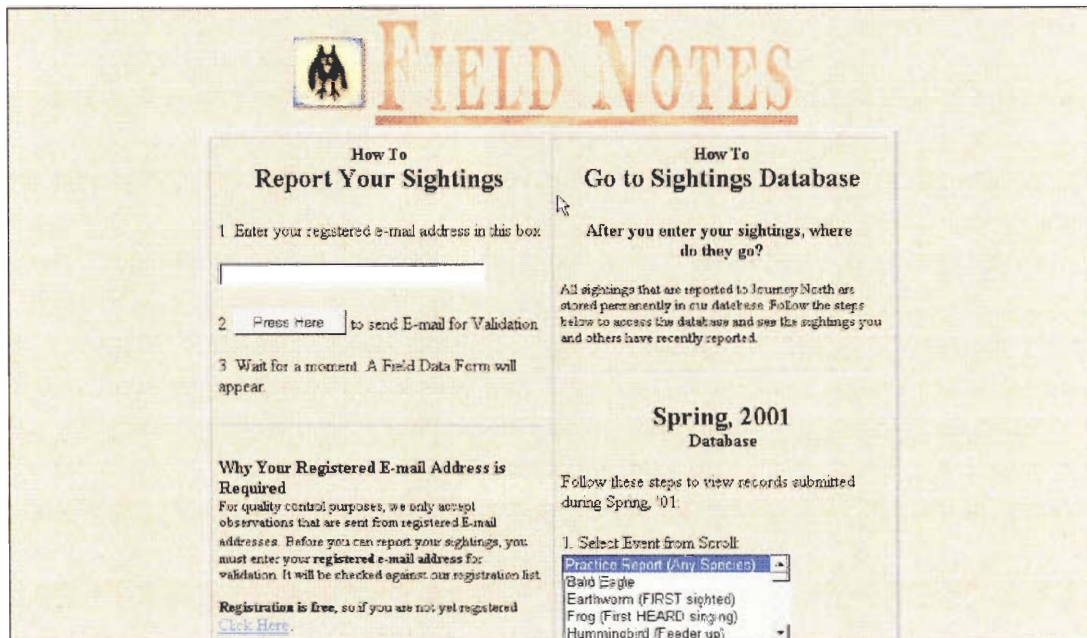 FIELD NOTES
How To
Report Your Sightings
1 Enter your registered e-mail address in this box
2 Press Here to send E-mail for Validation
3 Wait for a moment. A Field Data Form will
appear.
Why Your Registered E-mail Address is
Required
For quality control purposes, we only accept
observations that are sent from registered E-mail
addresses. Before you can report your sightings, you
must enter your registered e-mail address for
validation. It will be checked against our registration list
Registration is free, so if you are not yet registered
Click Here.
How To
Go to Sightings Database
After you enter your sightings, where
do they go?
All sightings that are reported to Journey North are
stored permanently in our database. Follow the steps
below to access the database and see the sightings you
and others have recently reported.
Spring, 2001
Database
Follow these steps to view records submitted
during Spring, '01:
1. Select Event from Scroll:
Practice Report (Any Species)
Bald Eagle
Earthworm (FIRST sighted)
Frog (First HEARD singing)
Hummingbird (Feeder up)